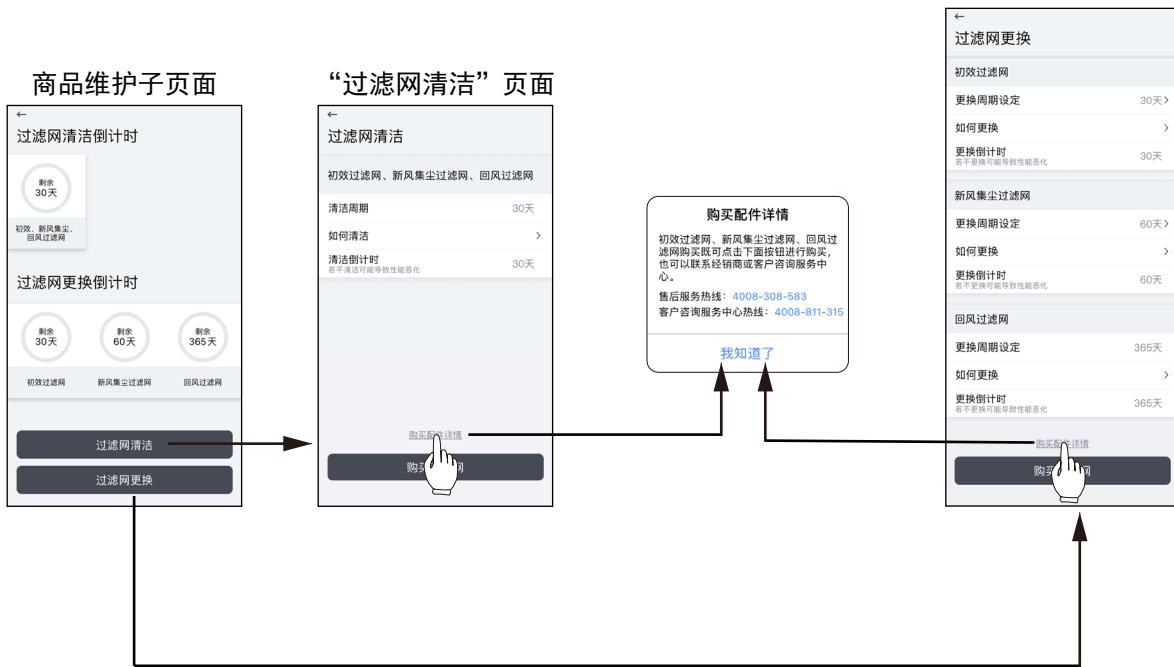 商品维护子页面
←
过滤网清洁倒计时
剩余
30天
初效、新风集尘、
回风过滤网
过滤网更换倒计时
剩余
30天
剩余
60天
剩余
365天
初效过滤网
新风集尘过滤网
回风过滤网
过滤网清洁
过滤网更换
“过滤网清洁”页面
←
过滤网清洁
初效过滤网、新风集尘过滤网、回风过滤网
清洁周期 30天
如何清洁 >
清洁倒计时 30天
若不清洁可能导致性能恶化
购买配件详情
购买 网
购买配件详情
初效过滤网、新风集尘过滤网、回风过
滤网购买既可点击下面按钮进行购买,
也可以联系经销商或客户咨询服务中
心。
售后服务热线：4008-308-583
客户咨询服务中心热线：4008-811-315
我知道了
←
过滤网更换
初效过滤网
更换周期设定 30天>
如何更换 >
更换倒计时 30天
若不更换可能导致性能恶化
新风集尘过滤网
更换周期设定 60天>
如何更换 >
更换倒计时 60天
若不更换可能导致性能恶化
回风过滤网
更换周期设定 365天
如何更换 >
更换倒计时 365天
若不更换可能导致性能恶化
购买配件详情
购买 网